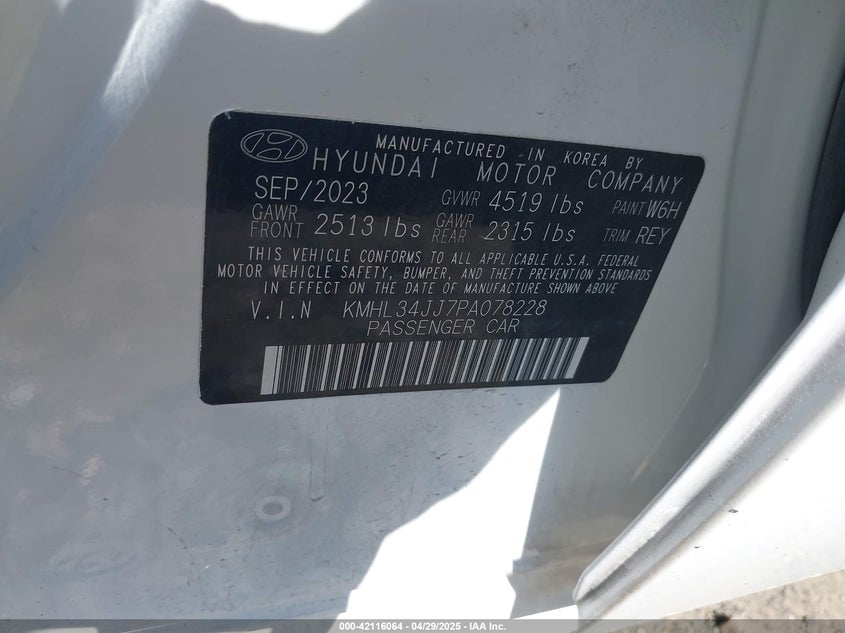 MANUFACTURED IN KOREA BY
HYUNDAI MOTOR COMPANY
SEP/2023 GVWR 4519 lbs PAINT W6H
GAWR FRONT 2513 lbs GAWR REAR 2315 lbs TRIM REY
THIS VEHICLE CONFORMS TO ALL APPLICABLE U.S.A. FEDERAL
MOTOR VEHICLE SAFETY, BUMPER, AND THEFT PREVENTION STANDARDS
IN EFFECT ON THE DATE OF MANUFACTURE SHOWN ABOVE
V.I.N KMHL34JJ7PA078228
PASSENGER CAR
000-42116064 | 04/29/2025 - IAA Inc.